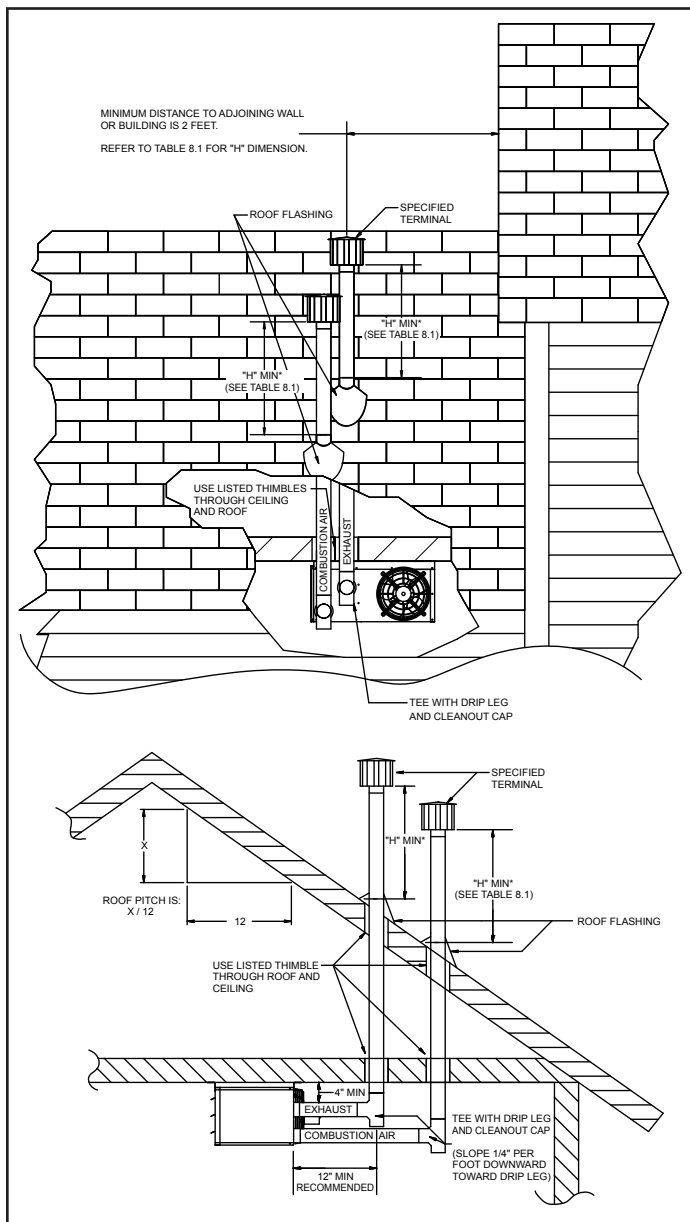 MINIMUM DISTANCE TO ADJOINING WALL
OR BUILDING IS 2 FEET.
REFER TO TABLE 8.1 FOR "H" DIMENSION.
ROOF FLASHING
SPECIFIED
TERMINAL
"H" MIN*
(SEE TABLE 8.1)
"H" MIN*
(SEE TABLE 8.1)
USE LISTED THIMBLES
THROUGH CEILING
AND ROOF
COMBUSTION AIR
EXHAUST
TEE WITH DRIP LEG
AND CLEANOUT CAP
SPECIFIED
TERMINAL
"H" MIN*
X
"H" MIN*
(SEE TABLE 8.1)
ROOF PITCH IS:
X / 12
12
ROOF FLASHING
USE LISTED THIMBLE
THROUGH ROOF AND
CEILING
4" MIN
EXHAUST
COMBUSTION AIR
TEE WITH DRIP LEG
AND CLEANOUT CAP
(SLOPE 1/4" PER
FOOT DOWNWARD
TOWARD DRIP LEG)
12" MIN
RECOMMENDED